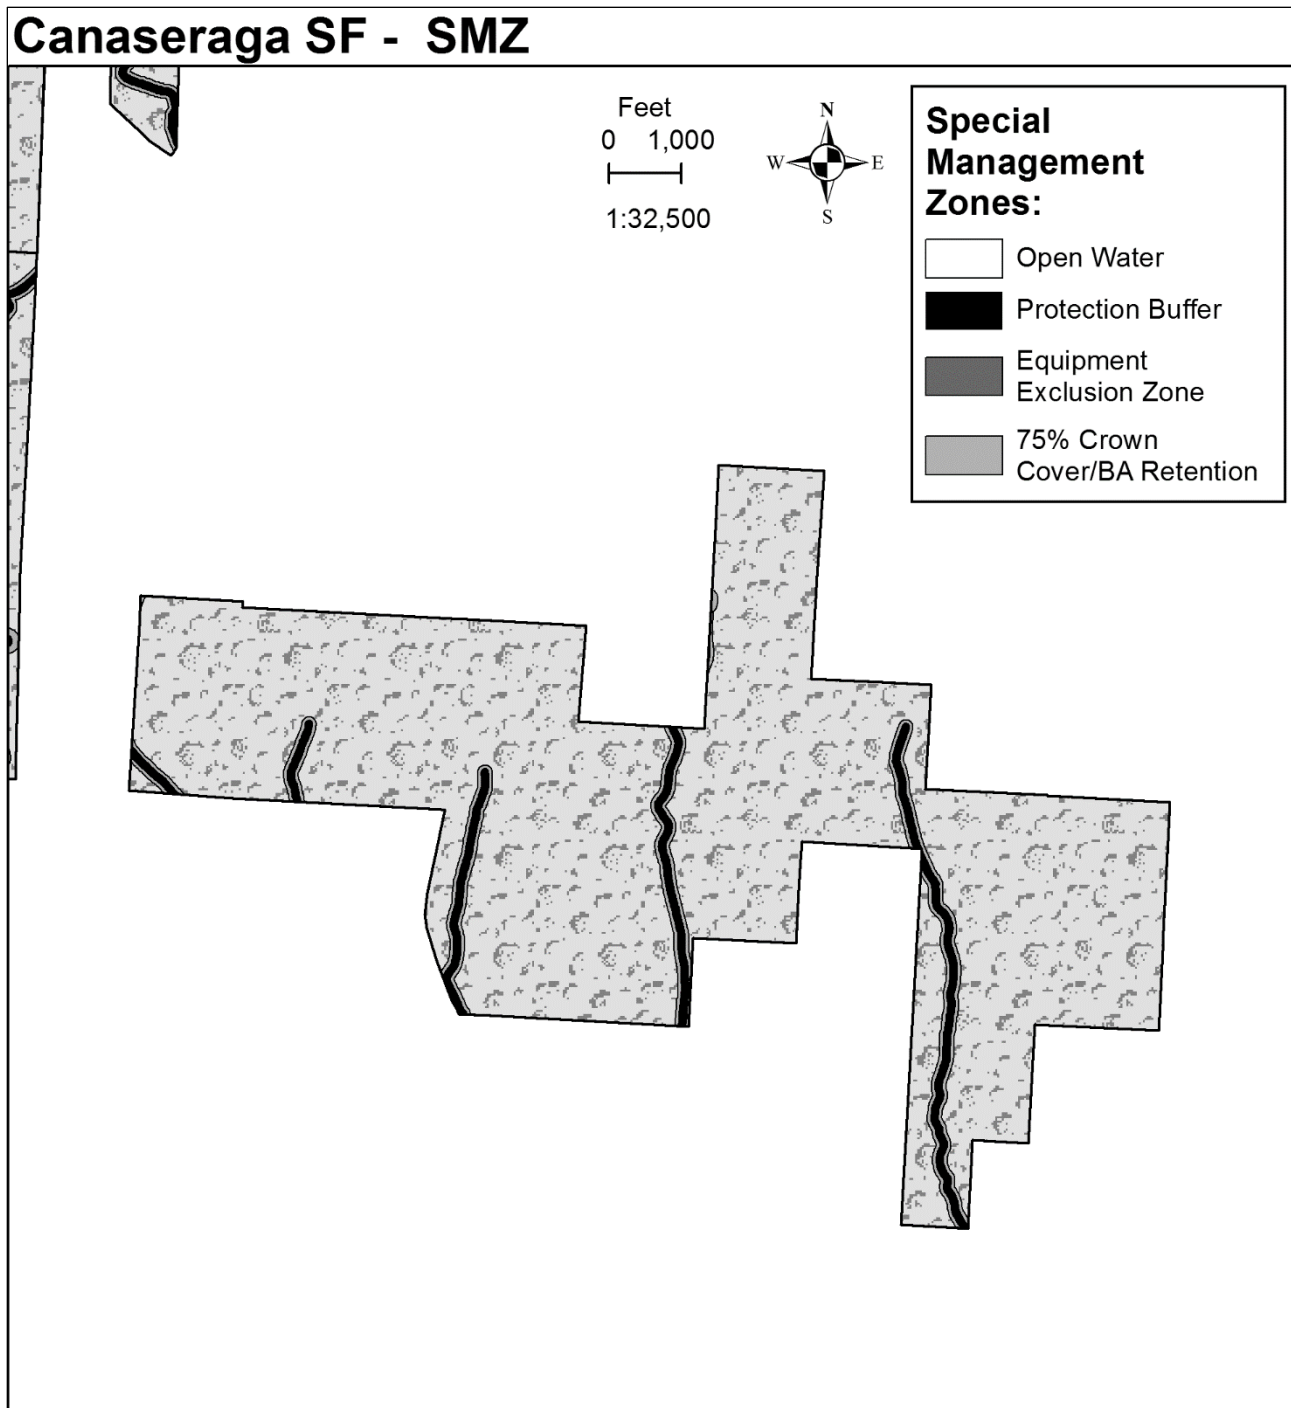 Canaseraga SF - SMZ
Feet
0 1,000
1:32,500
N
W E
S
Special
Management
Zones:
Open Water
Protection Buffer
Equipment
Exclusion Zone
75% Crown
Cover/BA Retention